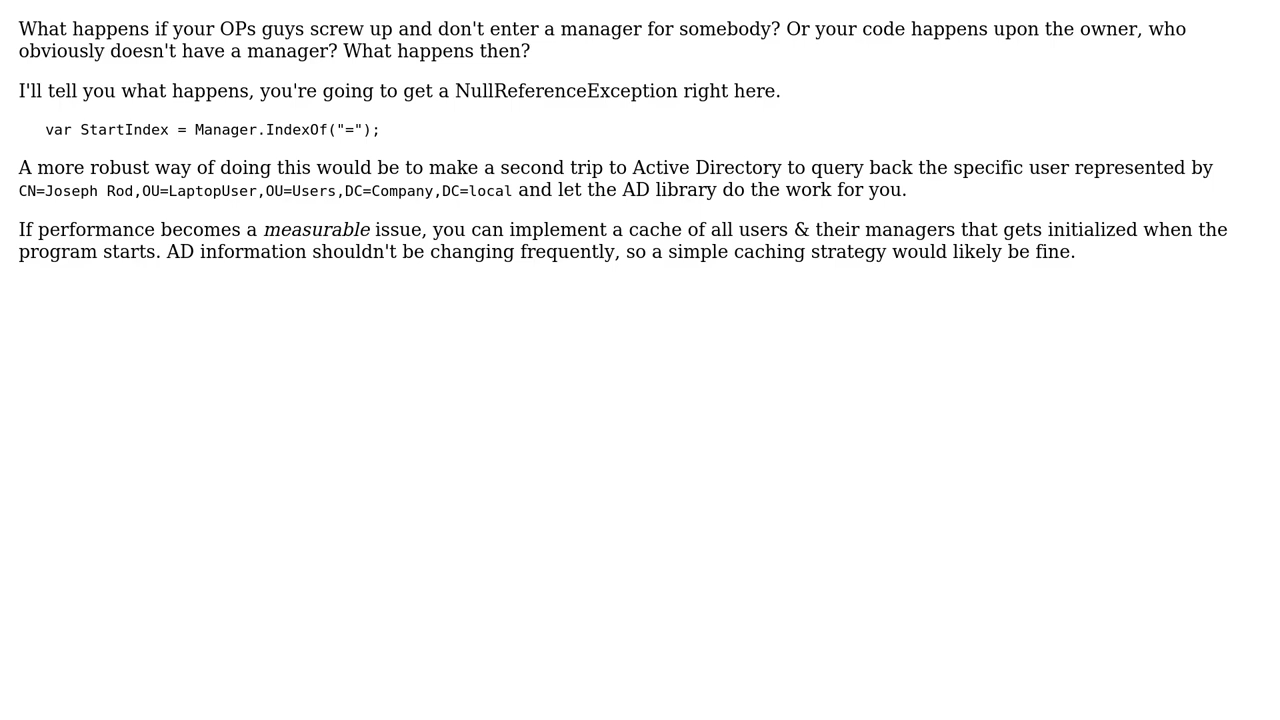 What happens if your OPs guys screw up and don't enter a manager for somebody? Or your code happens upon the owner, who
obviously doesn't have a manager? What happens then?
I'll tell you what happens, you're going to get a NullReferenceException right here.
var StartIndex = Manager.IndexOf("=");
A more robust way of doing this would be to make a second trip to Active Directory to query back the specific user represented by
CN=Joseph Rod,OU=LaptopUser,OU=Users,DC=Company,DC=local and let the AD library do the work for you.
If performance becomes a measurable issue, you can implement a cache of all users & their managers that gets initialized when the
program starts. AD information shouldn't be changing frequently, so a simple caching strategy would likely be fine.